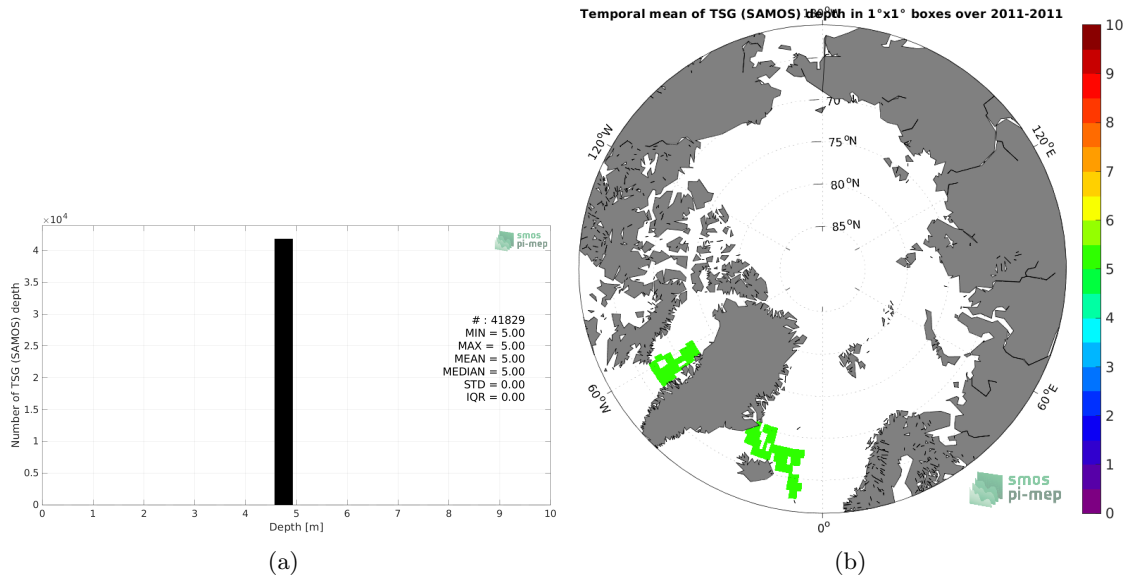 Temporal mean of TSG (SAMOS) depth in 1°x1° boxes over 2011-2011
×10⁴
4
3.5
3
2.5
2
1.5
1
0.5
0
Number of TSG (SAMOS) depth
smos
pi-mep
# : 41829
MIN = 5.00
MAX = 5.00
MEAN = 5.00
MEDIAN = 5.00
STD = 0.00
IQR = 0.00
0 1 2 3 4 5 6 7 8 9 10
Depth [m]
(a)
120°W
120°E
75°N
80°N
85°N
60°W
60°E
0°
smos
pi-mep
10
9
8
7
6
5
4
3
2
1
0
(b)